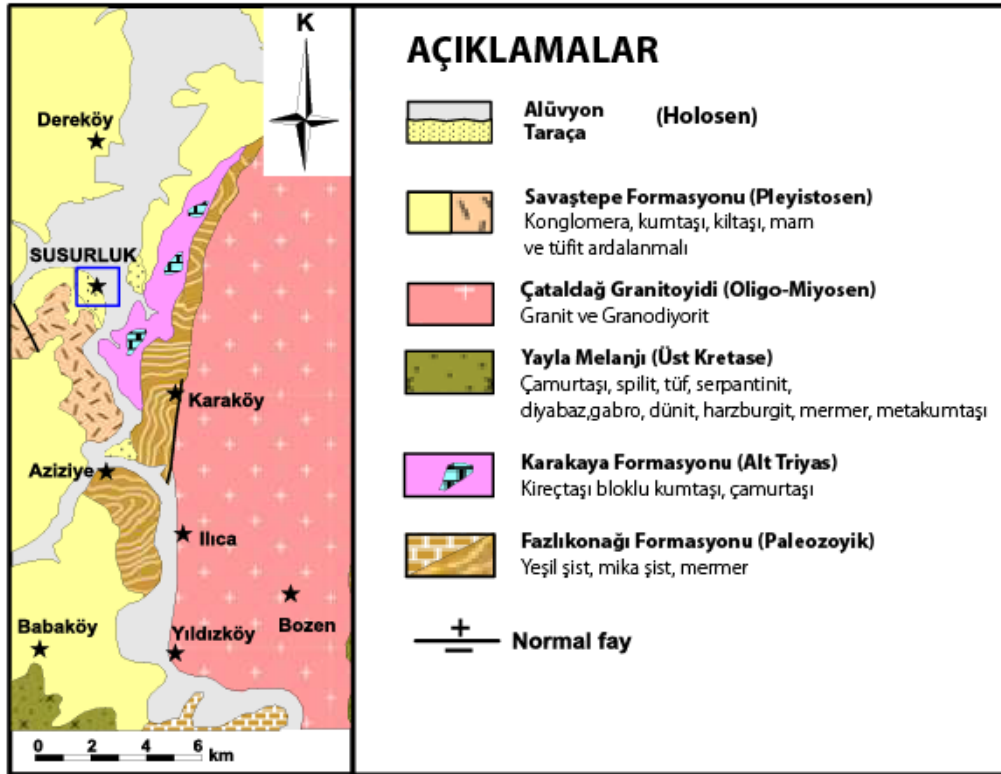 K
Dereköy
SUSURLUK
Karaköy
Aziziye
Ilıca
Bozen
Babaköy
Yıldızköy
0 2 4 6 km
AÇIKLAMALAR
Alüvyon (Holosen)
Taraça
Savaştepe Formasyonu (Pleyistosen)
Konglomera, kumtaşı, kiltaşı, marn
ve tüfit ardalanmalı
Çataldağ Granitoyidi (Oligo-Miyosen)
Granit ve Granodiyorit
Yayla Melanjı (Üst Kretase)
Çamurtaşı, spilit, tüf, serpantinit,
diyabaz,gabro, dünit, harzburgit, mermer, metakumtaşı
Karakaya Formasyonu (Alt Triyas)
Kireçtaşı bloklu kumtaşı, çamurtaşı
Fazlıkonağı Formasyonu (Paleozoyik)
Yeşil şist, mika şist, mermer
Normal fay